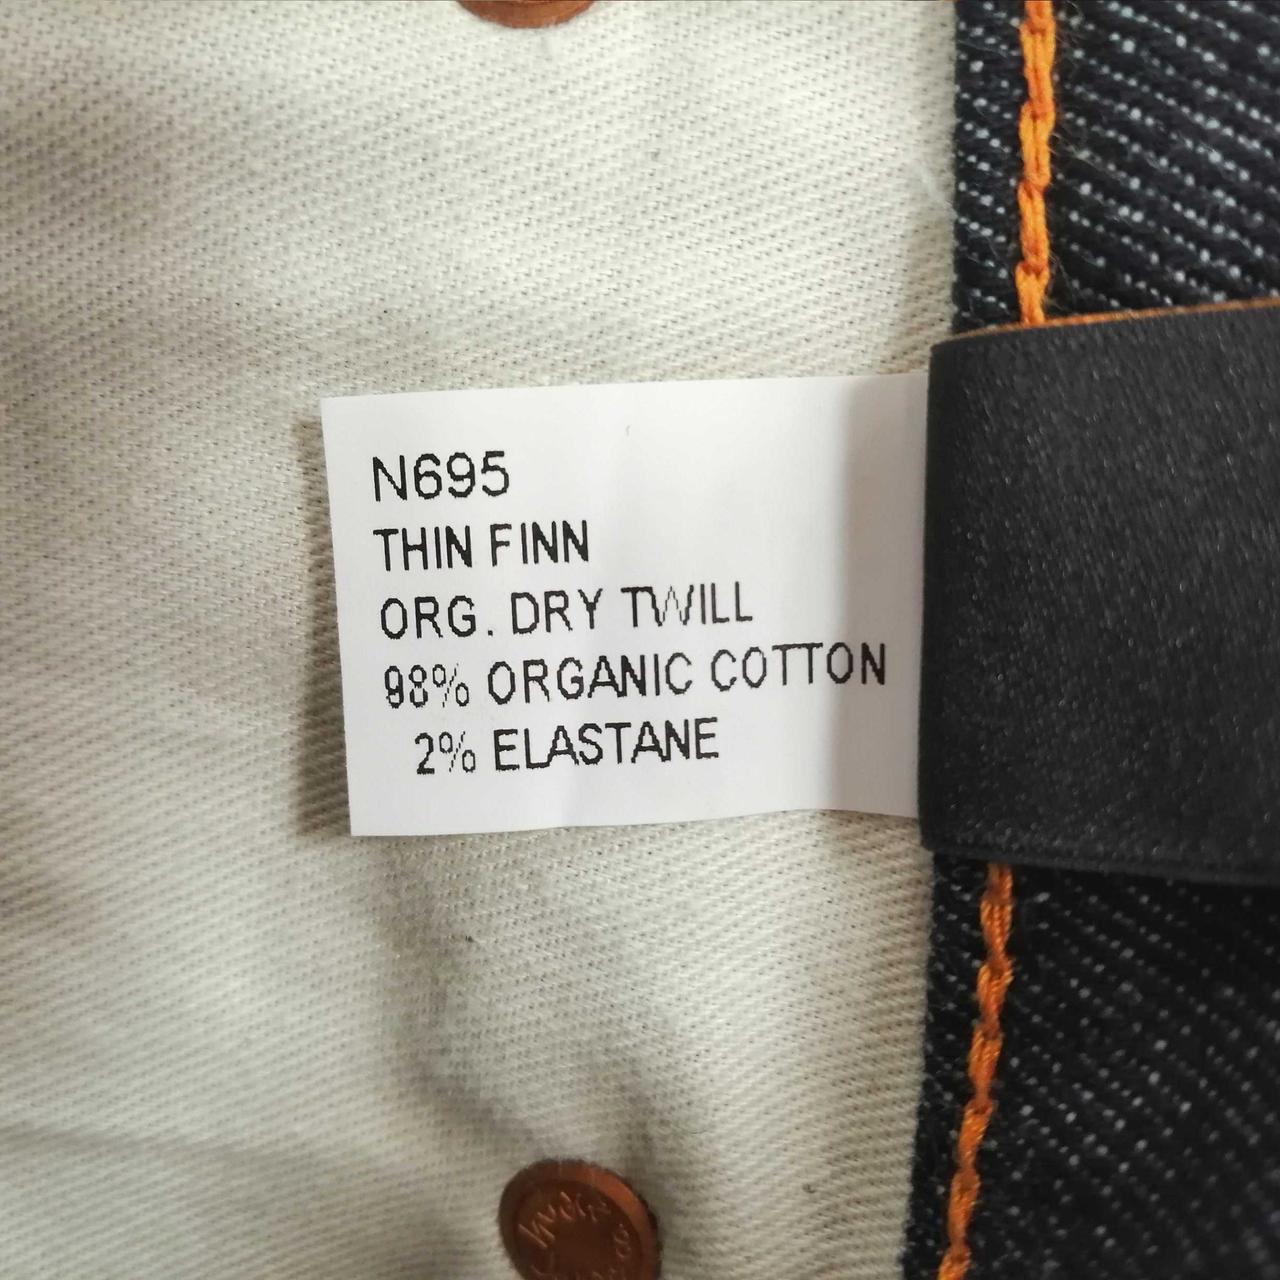 N695
THIN FINN
ORG. DRY TWILL
98% ORGANIC COTTON
2% ELASTANE